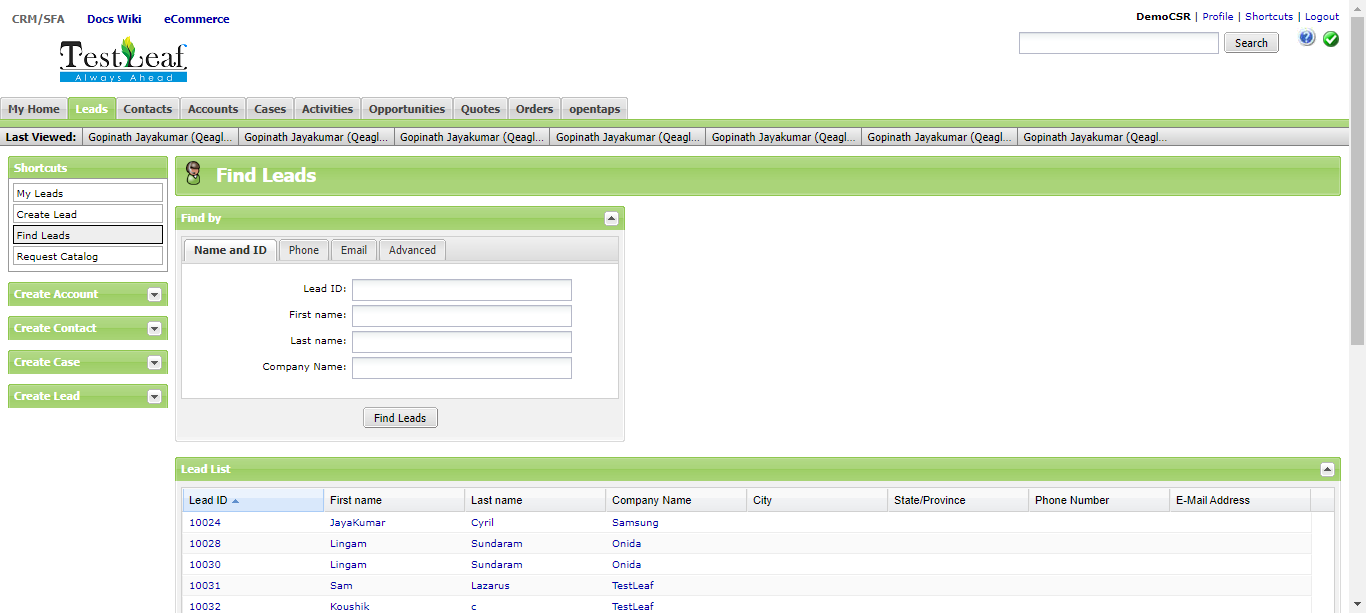 CRM/SFA Docs Wiki eCommerce
DemoCSR | Profile | Shortcuts | Logout
Search ?
TestLeaf
Always Ahead
My Home Leads Contacts Accounts Cases Activities Opportunities Quotes Orders opentaps
Last Viewed: Gopinath Jayakumar (Qeagl... Gopinath Jayakumar (Qeagl... Gopinath Jayakumar (Qeagl... Gopinath Jayakumar (Qeagl... Gopinath Jayakumar (Qeagl... Gopinath Jayakumar (Qeagl... Gopinath Jayakumar (Qeagl...
Shortcuts
My Leads
Create Lead
Find Leads
Request Catalog
Create Account
Create Contact
Create Case
Create Lead
Find Leads
Find by
Name and ID Phone Email Advanced
Lead ID:
First name:
Last name:
Company Name:
Find Leads
Lead List
Lead ID First name Last name Company Name City State/Province Phone Number E-Mail Address
10024 JayaKumar Cyril Samsung
10028 Lingam Sundaram Onida
10030 Lingam Sundaram Onida
10031 Sam Lazarus TestLeaf
10032 Koushik c TestLeaf